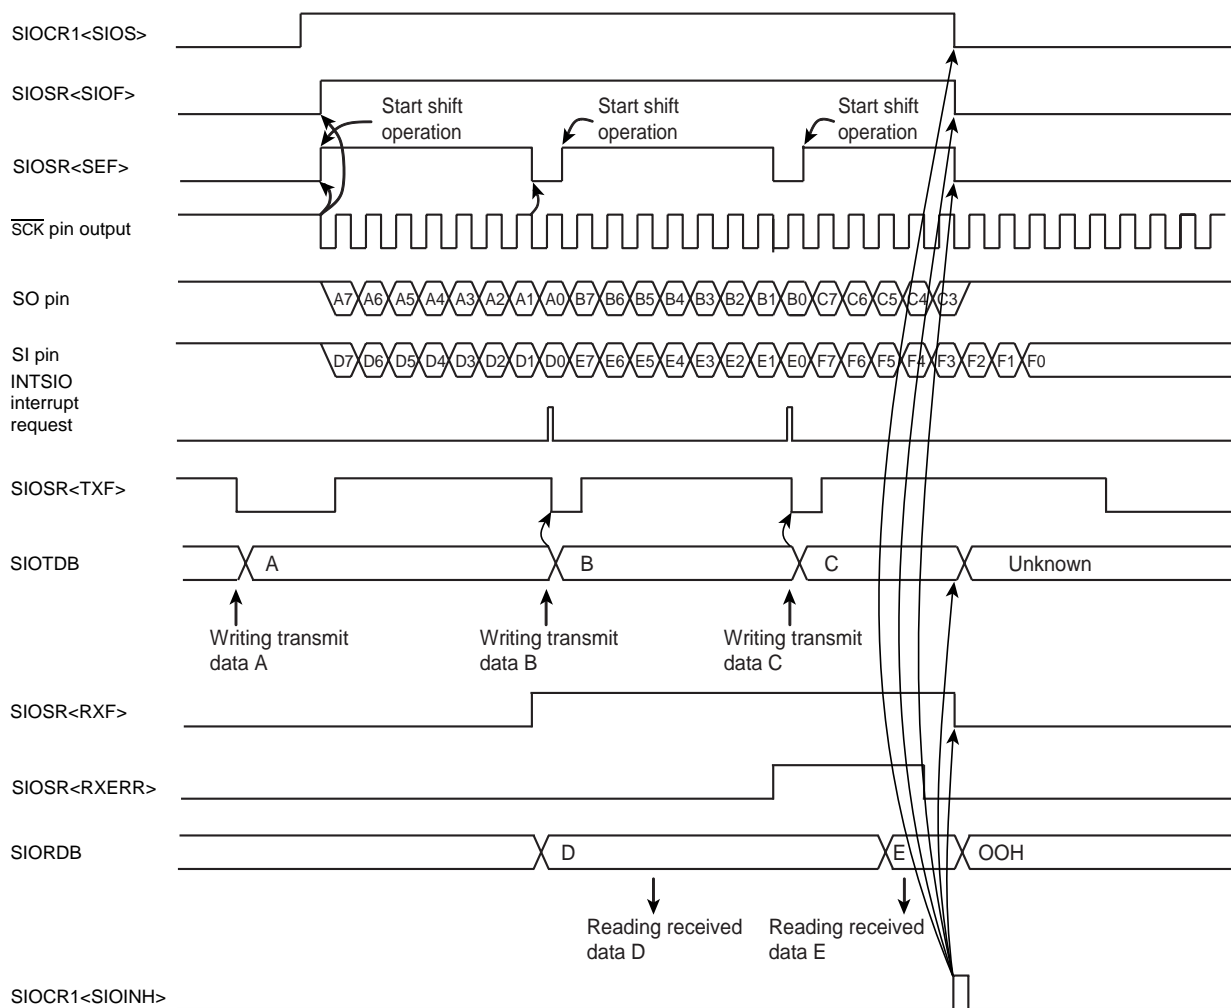 SIOCR1<SIOS>
SIOSR<SIOF>
Start shift
operation
Start shift
operation
Start shift
operation
SIOSR<SEF>
SCK pin output
SO pin
A7 A6 A5 A4 A3 A2 A1 A0 B7 B6 B5 B4 B3 B2 B1 B0 C7 C6 C5 C4 C3
SI pin
D7 D6 D5 D4 D3 D2 D1 D0 E7 E6 E5 E4 E3 E2 E1 E0 F7 F6 F5 F4 F3 F2 F1 F0
INTSIO
interrupt
request
SIOSR<TXF>
SIOTDB
A B C Unknown
Writing transmit
data A
Writing transmit
data B
Writing transmit
data C
SIOSR<RXF>
SIOSR<RXERR>
SIORDB
D E OOH
Reading received
data D
Reading received
data E
SIOCR1<SIOINH>